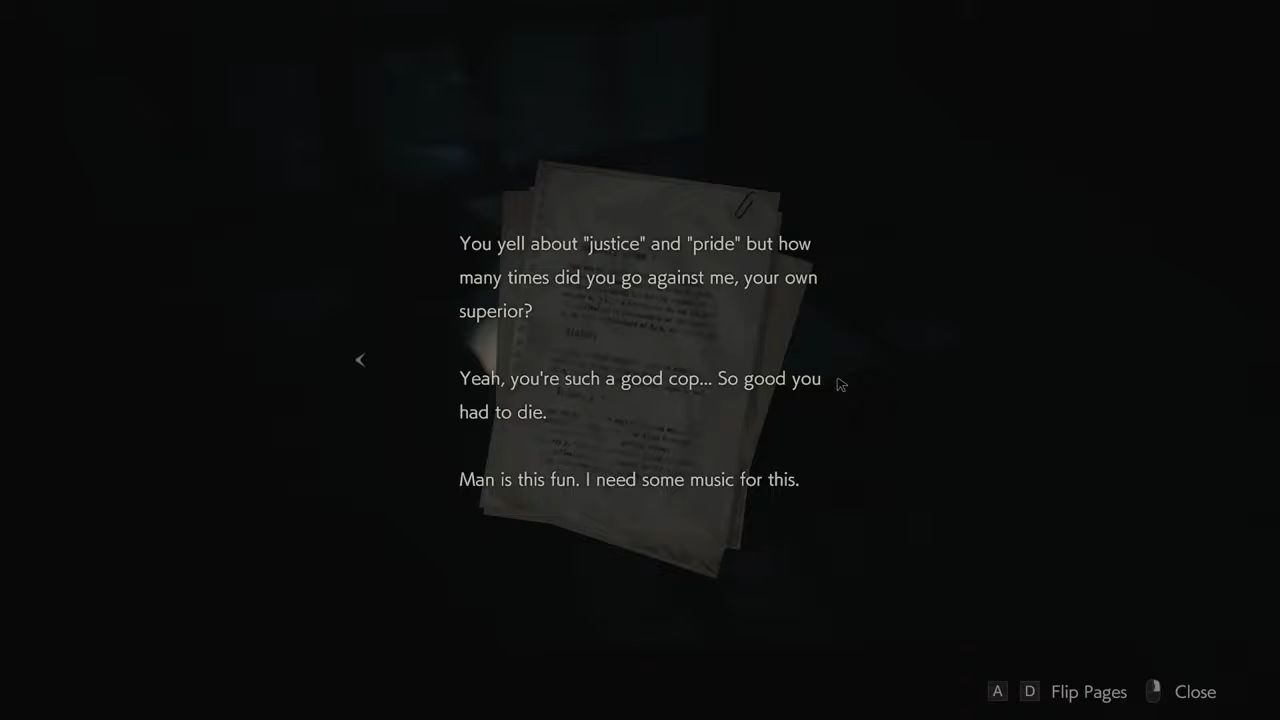 You yell about "justice" and "pride" but how
many times did you go against me, your own
superior?
Yeah, you're such a good cop... So good you
had to die.
Man is this fun. I need some music for this.
A D Flip Pages Close